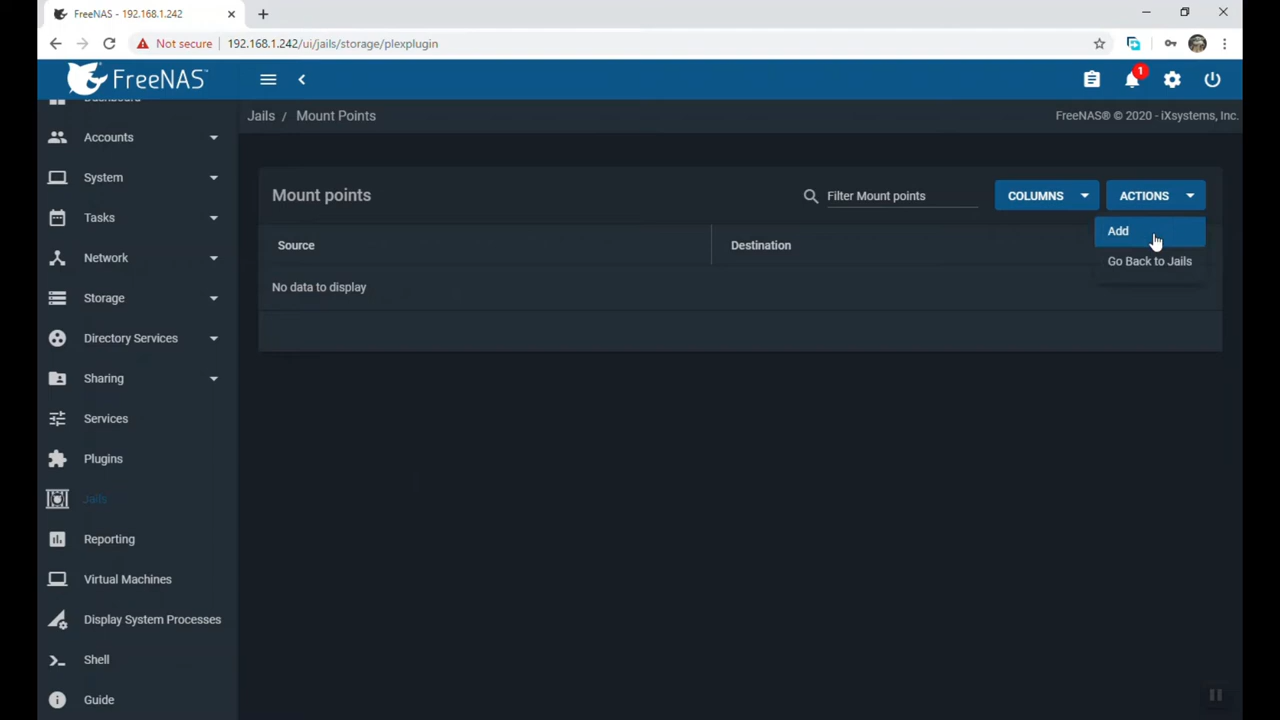 FreeNAS - 192.168.1.242
Not secure 192.168.1.242/ui/jails/storage/plexplugin
FreeNAS™
1
Dashboard
Jails / Mount Points
FreeNAS® © 2020 - iXsystems, Inc.
Accounts
System
Tasks
Network
Storage
Directory Services
Sharing
Services
Plugins
Jails
Reporting
Virtual Machines
Display System Processes
Shell
Guide
Mount points
Filter Mount points
COLUMNS
ACTIONS
Add
Go Back to Jails
Source
Destination
No data to display